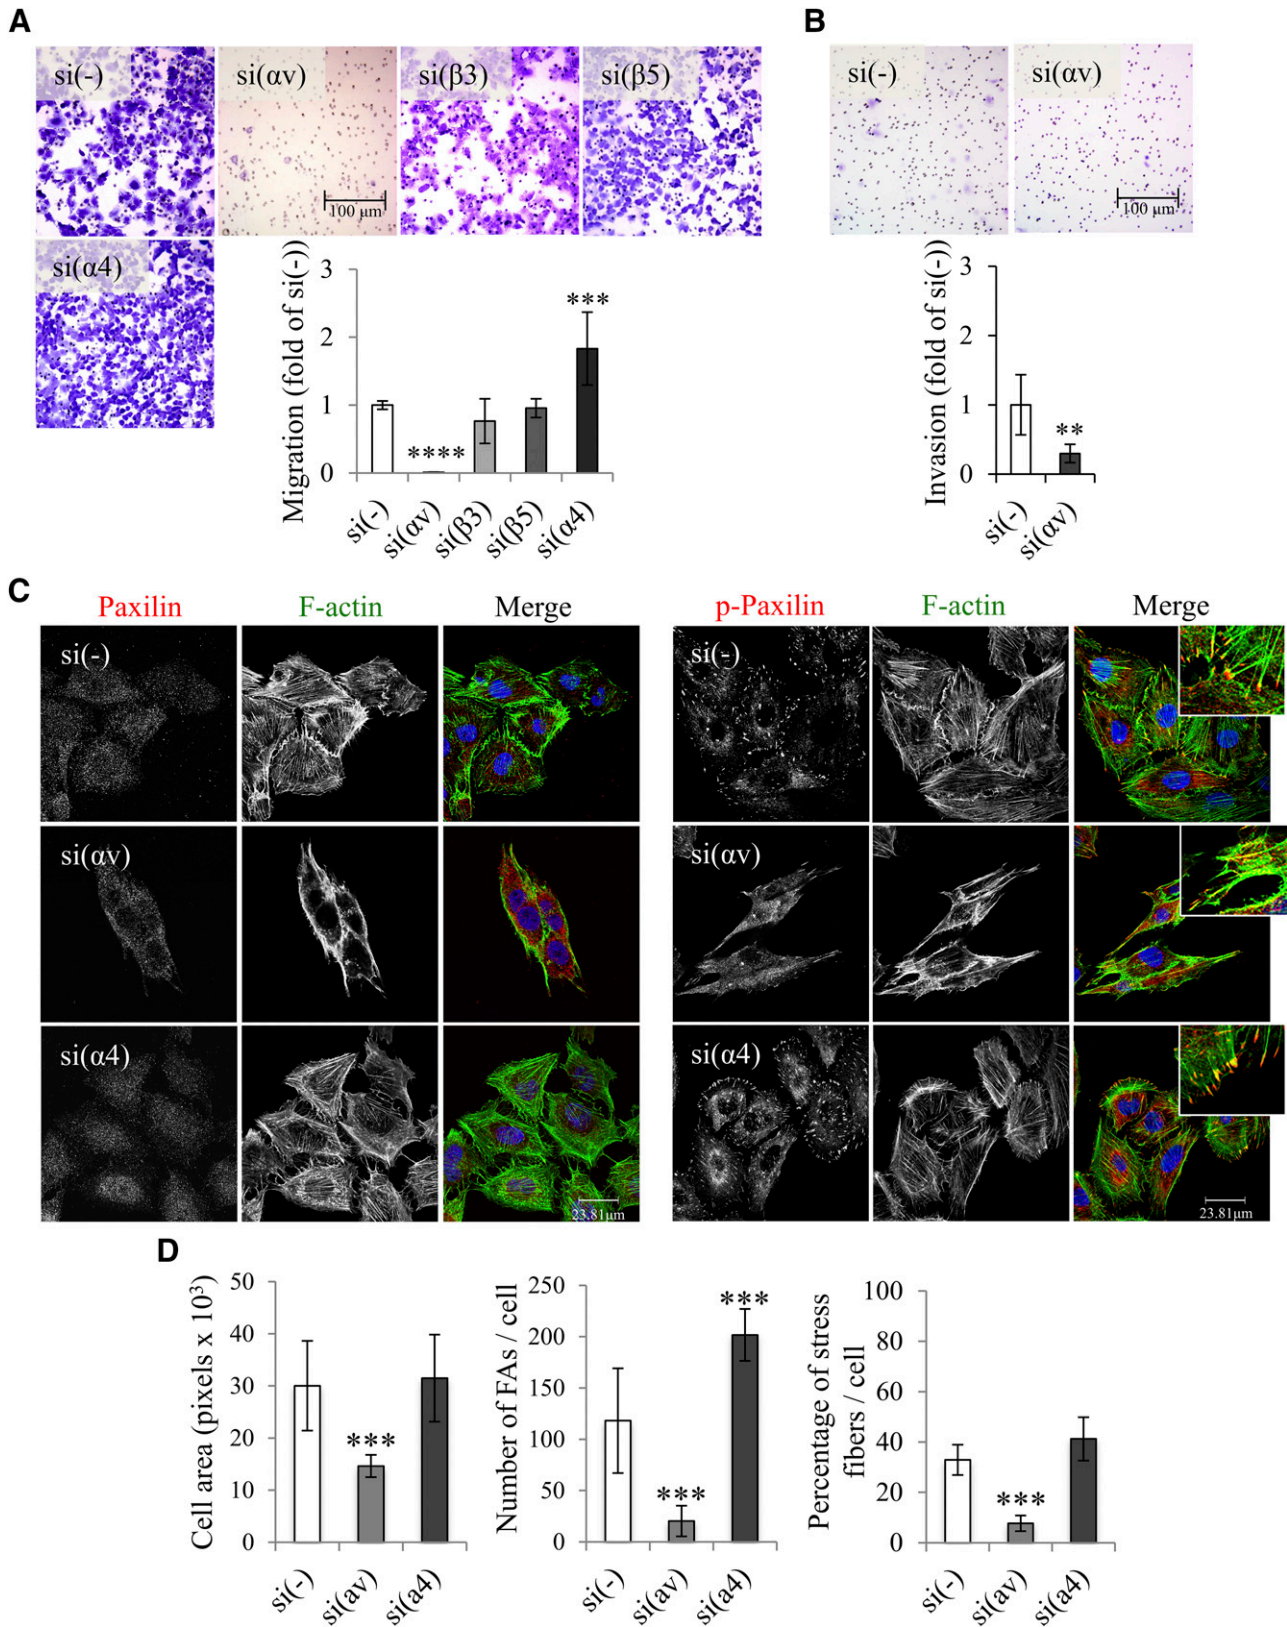 A
si(-)
si(αv)
si(β3)
si(β5)
100 µm
si(α4)
Migration (fold of si(-))
3
2
1
0
***
****
si(-)
si(αv)
si(β3)
si(β5)
si(α4)
B
si(-)
si(αv)
100 µm
Invasion (fold of si(-))
3
2
1
0
**
si(-)
si(αv)
C
Paxilin
F-actin
Merge
p-Paxilin
F-actin
Merge
si(-)
si(-)
si(αv)
si(αv)
si(α4)
si(α4)
23.81µm
23.81µm
D
Cell area (pixels x 10³)
50
40
30
20
10
0
***
si(-)
si(av)
si(a4)
Number of FAs / cell
250
200
150
100
50
0
***
***
si(-)
si(av)
si(a4)
Percentage of stress
fibers / cell
100
80
60
40
20
0
***
si(-)
si(av)
si(a4)